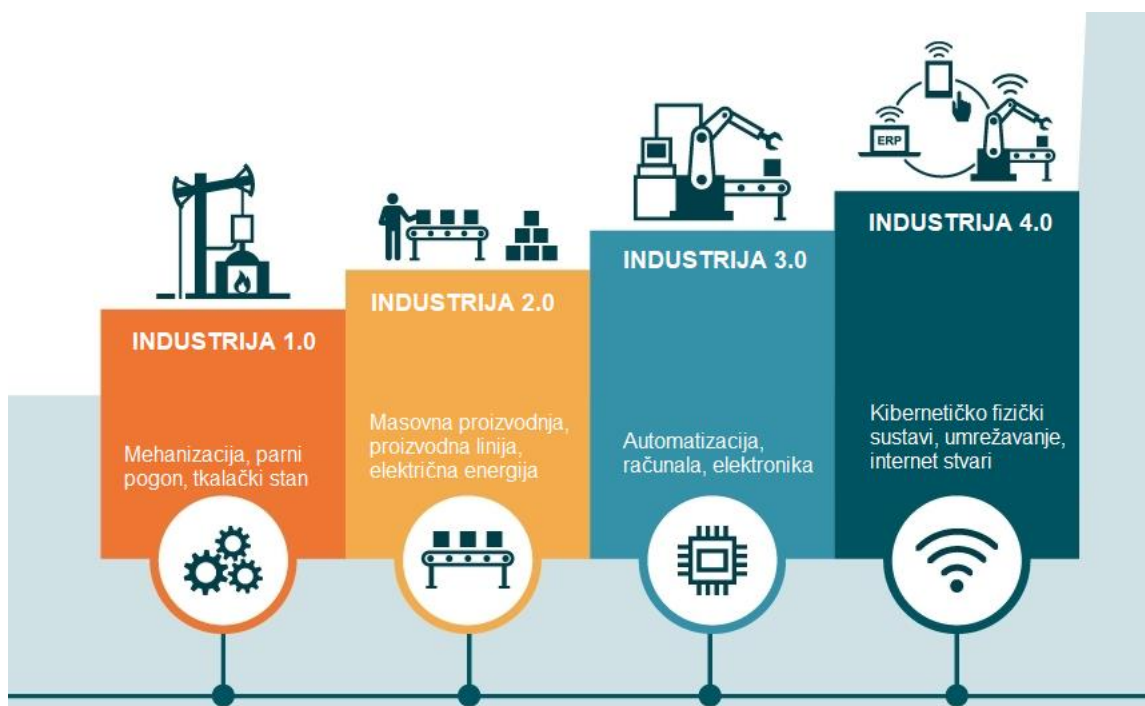 ERP
INDUSTRIJA 1.0
Mehanizacija, parni
pogon, tkalački stan
INDUSTRIJA 2.0
Masovna proizvodnja,
proizvodna linija,
električna energija
INDUSTRIJA 3.0
Automatizacija,
računala, elektronika
INDUSTRIJA 4.0
Kibernetičko fizički
sustavi, umrežavanje,
internet stvari